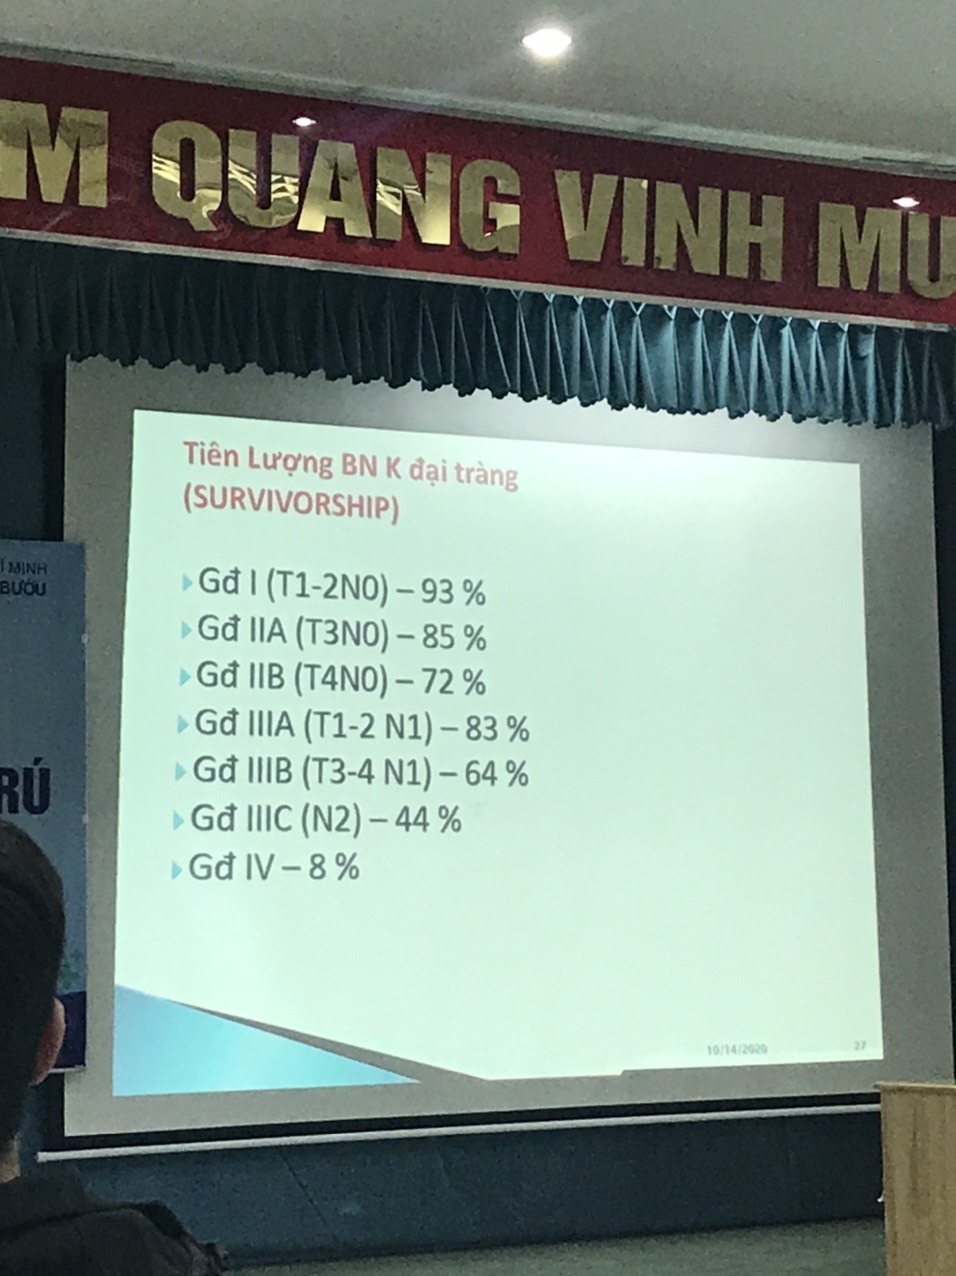 M QUANG VINH MU
Í MINH
BƯỚU
RÚ
Tiên Lượng BN K đại tràng
(SURVIVORSHIP)
Gđ I (T1-2N0) – 93 %
Gđ IIA (T3N0) – 85 %
Gđ IIB (T4N0) – 72 %
Gđ IIIA (T1-2 N1) – 83 %
Gđ IIIB (T3-4 N1) – 64 %
Gđ IIIC (N2) – 44 %
Gđ IV – 8 %
10/14/2020 27